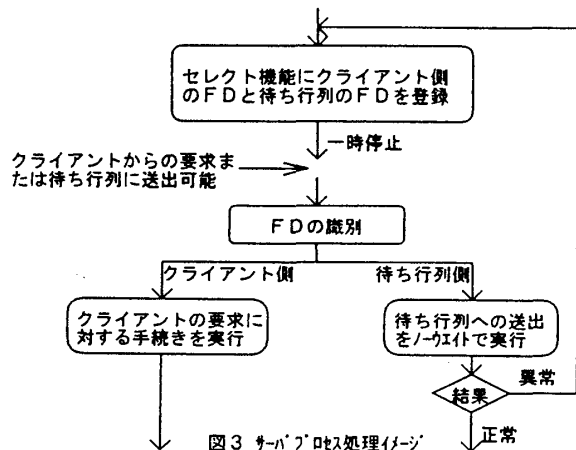 セレクト機能にクライアント側
のFDと待ち行列のFDを登録
一時停止
クライアントからの要求ま
たは待ち行列に送出可能
FDの識別
クライアント側
待ち行列側
クライアントの要求に
対する手続きを実行
待ち行列への送出
をノーウエイトで実行
結果
異常
正常
図3 サーバプロセス処理イメージ